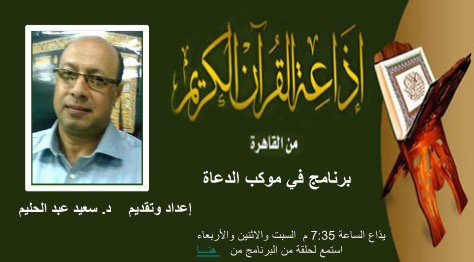 إذاعة القرآن الكريم
من القاهرة
برنامج في موكب الدعاة
إعداد وتقديم د. سعيد عبد الحليم
يذاع الساعة 7:35 م السبت والاثنين والأربعاء
استمع لحلقة من البرنامج من هنــا